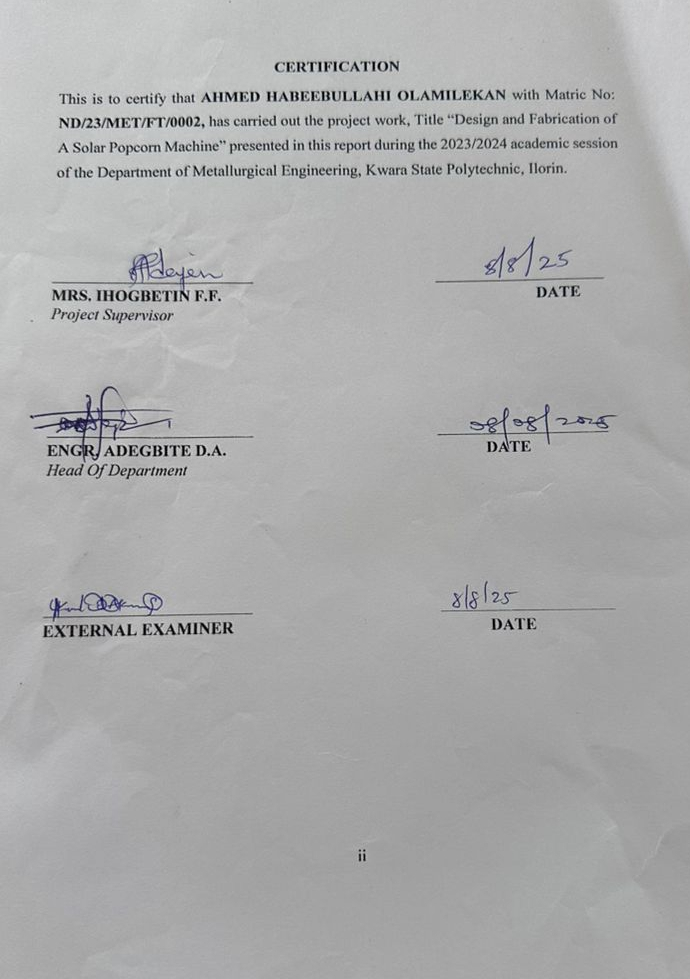 CERTIFICATION
This is to certify that AHMED HABEEBULLAHI OLAMILEKAN with Matric No:
ND/23/MET/FT/0002, has carried out the project work, Title “Design and Fabrication of
A Solar Popcorn Machine” presented in this report during the 2023/2024 academic session
of the Department of Metallurgical Engineering, Kwara State Polytechnic, Ilorin.
8/8/25
MRS. IHOGBETIN F.F.
DATE
Project Supervisor
08/08/2025
ENGR, ADEGBITE D.A.
DATE
Head Of Department
8/8/25
EXTERNAL EXAMINER
DATE
ii